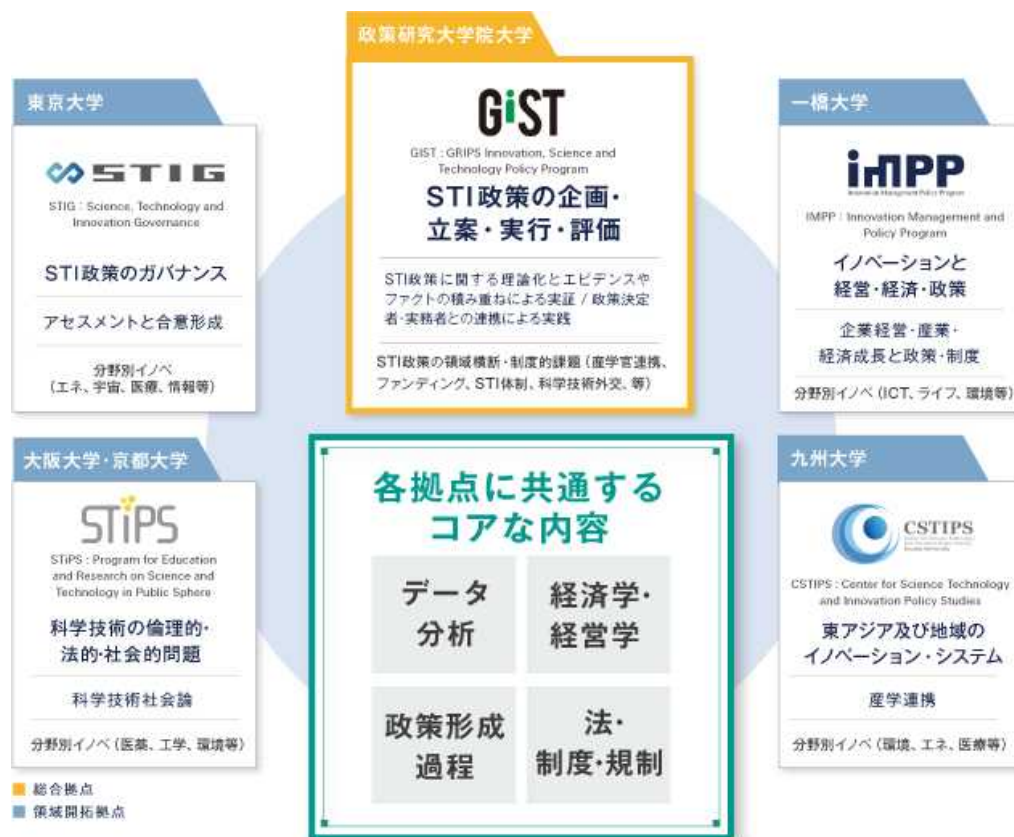 政策研究大学院大学
GiST
GIST : GRIPS Innovation, Science and
Technology Policy Program
STI政策の企画・
立案・実行・評価
STI政策に関する理論化とエビデンスや
ファクトの積み重ねによる実証 / 政策決定
者・実務者との連携による実践
STI政策の領域横断・制度的課題（産学官連携、
ファンディング、STI体制、科学技術外交、等）
東京大学
STIG
STIG : Science, Technology and
Innovation Governance
STI政策のガバナンス
アセスメントと合意形成
分野別イノベ
（エネ、宇宙、医療、情報等）
一橋大学
imPP
Innovation Management Policy Program
IMPP : Innovation Management and
Policy Program
イノベーションと
経営・経済・政策
企業経営・産業・
経済成長と政策・制度
分野別イノベ（ICT、ライフ、環境等）
大阪大学・京都大学
STiPS
STiPS : Program for Education
and Research on Science and
Technology in Public Sphere
科学技術の倫理的・
法的・社会的問題
科学技術社会論
分野別イノベ（医薬、工学、環境等）
各拠点に共通する
コアな内容
データ
分析
経済学・
経営学
政策形成
過程
法・
制度・規制
九州大学
CSTIPS
CSTIPS : Center for Science Technology
and Innovation Policy Studies
東アジア及び地域の
イノベーション・システム
産学連携
分野別イノベ（環境、エネ、医療等）
総合拠点
領域開拓拠点